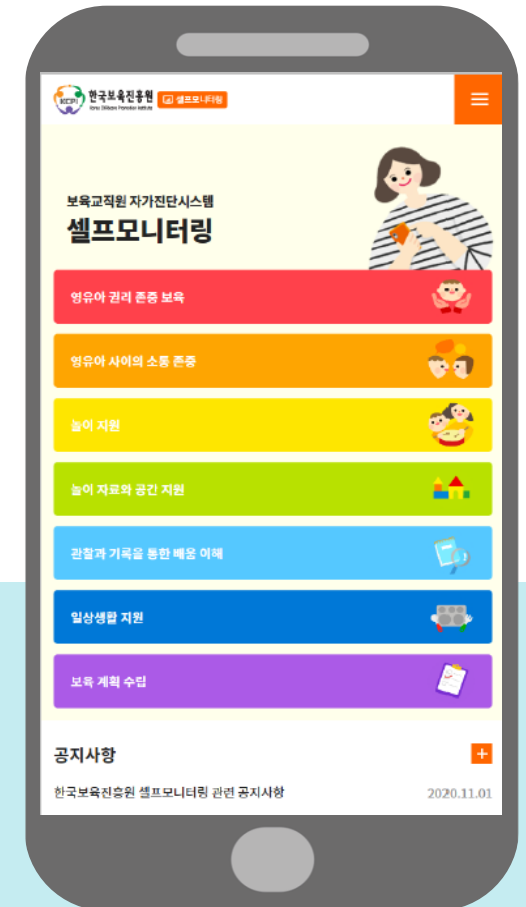 KCPI 한국보육진흥원 셀프모니터링
Korea Childcare Promotion Institute
보육교직원 자가진단시스템
셀프모니터링
영유아 권리 존중 보육
영유아 사이의 소통 존중
놀이 지원
놀이 자료와 공간 지원
관찰과 기록을 통한 배움 이해
일상생활 지원
보육 계획 수립
공지사항
한국보육진흥원 셀프모니터링 관련 공지사항 2020.11.01